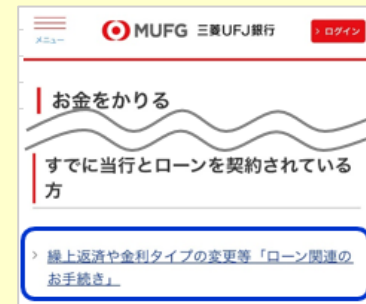 メニュー
MUFG 三菱UFJ銀行
> ログイン
お金をかりる
すでに当行とローンを契約されている
方
> 繰上返済や金利タイプの変更等「ローン関連の
お手続き」